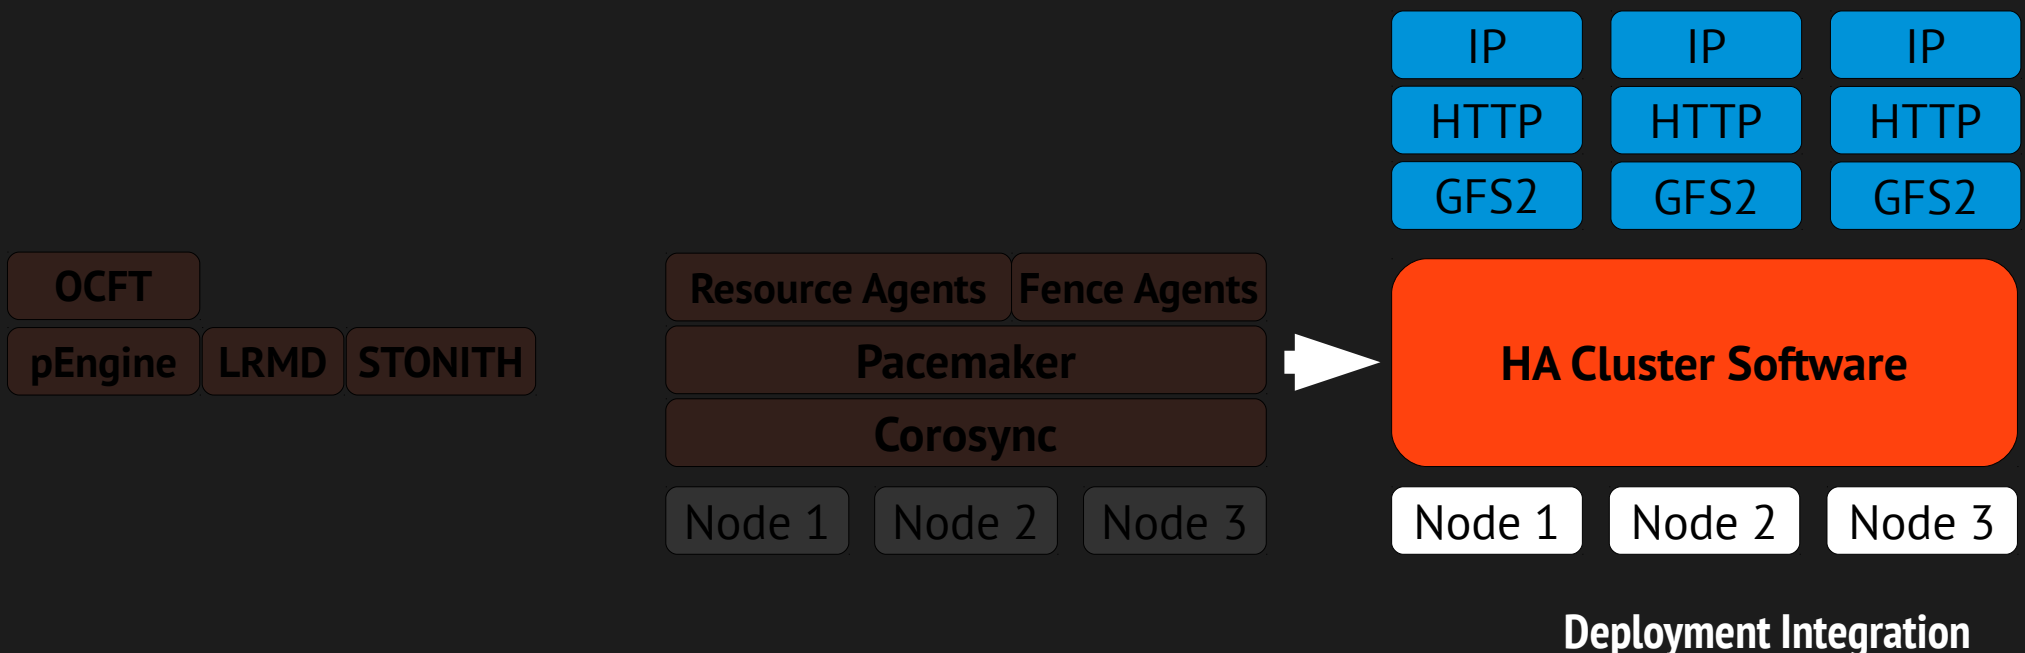 IP IP IP
HTTP HTTP HTTP
GFS2 GFS2 GFS2
OCFT
pEngine LRMD STONITH
Resource Agents Fence Agents
Pacemaker
Corosync
Node 1 Node 2 Node 3
HA Cluster Software
Node 1 Node 2 Node 3
Deployment Integration